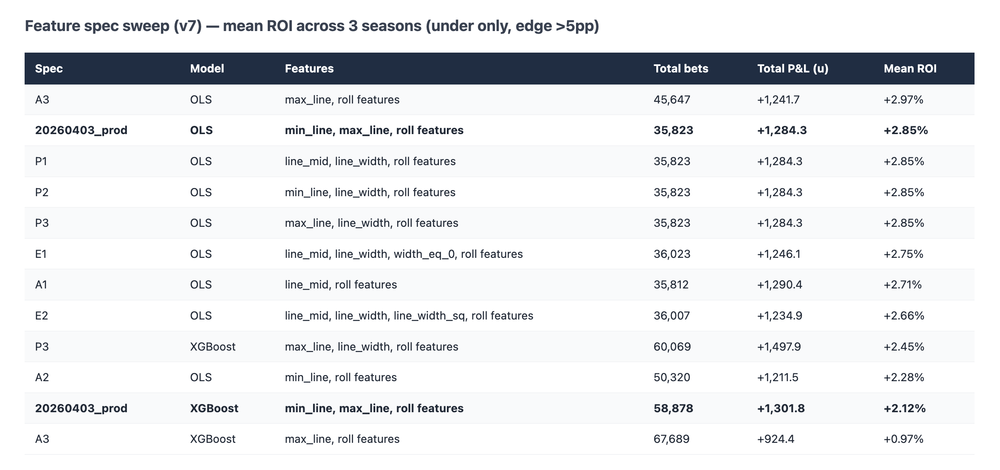 Feature spec sweep (v7) — mean ROI across 3 seasons (under only, edge >5pp)
Spec Model Features Total bets Total P&L (u) Mean ROI
A3 OLS max_line, roll features 45,647 +1,241.7 +2.97%
20260403_prod OLS min_line, max_line, roll features 35,823 +1,284.3 +2.85%
P1 OLS line_mid, line_width, roll features 35,823 +1,284.3 +2.85%
P2 OLS min_line, line_width, roll features 35,823 +1,284.3 +2.85%
P3 OLS max_line, line_width, roll features 35,823 +1,284.3 +2.85%
E1 OLS line_mid, line_width, width_eq_0, roll features 36,023 +1,246.1 +2.75%
A1 OLS line_mid, roll features 35,812 +1,290.4 +2.71%
E2 OLS line_mid, line_width, line_width_sq, roll features 36,007 +1,234.9 +2.66%
P3 XGBoost max_line, line_width, roll features 60,069 +1,497.9 +2.45%
A2 OLS min_line, roll features 50,320 +1,211.5 +2.28%
20260403_prod XGBoost min_line, max_line, roll features 58,878 +1,301.8 +2.12%
A3 XGBoost max_line, roll features 67,689 +924.4 +0.97%